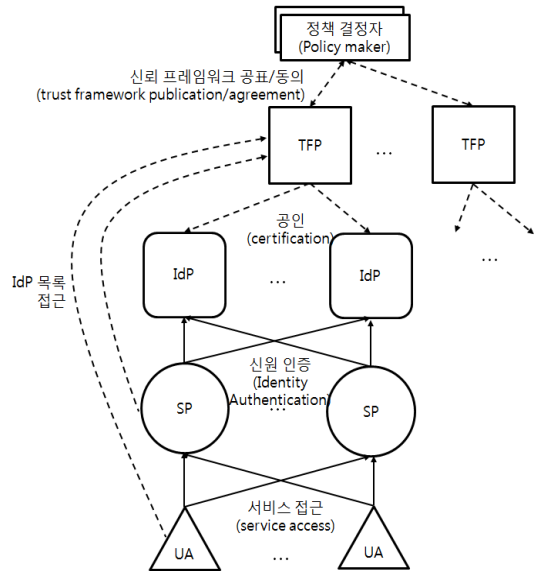 정책 결정자
(Policy maker)
신뢰 프레임워크 공표/동의
(trust framework publication/agreement)
TFP
...
TFP
공인
(certification)
IdP
...
IdP
...
IdP 목록
접근
신원 인증
(Identity
Authentication)
SP
...
SP
서비스 접근
(service access)
UA
...
UA